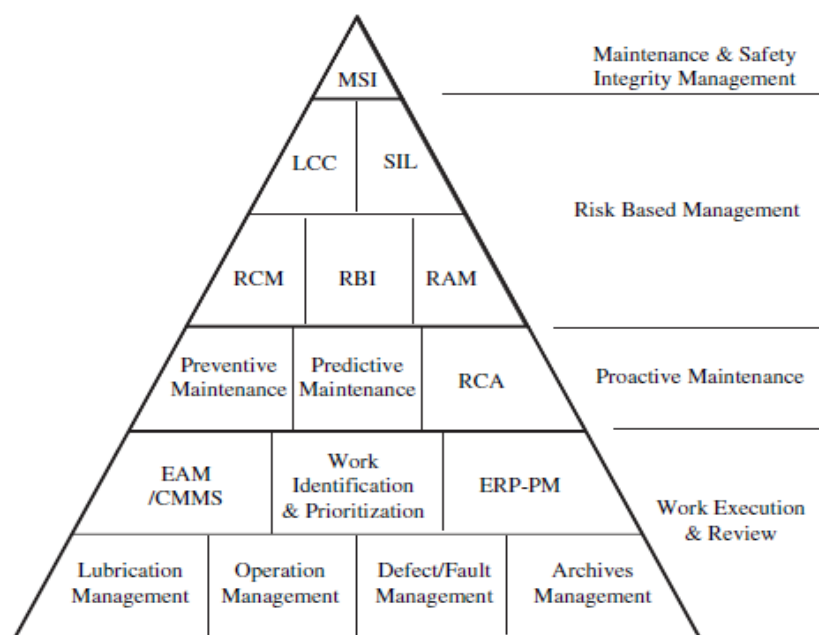 MSI
Maintenance & Safety
Integrity Management
LCC
SIL
Risk Based Management
RCM
RBI
RAM
Preventive
Maintenance
Predictive
Maintenance
RCA
Proactive Maintenance
EAM
/CMMS
Work
Identification
& Prioritization
ERP-PM
Work Execution
& Review
Lubrication
Management
Operation
Management
Defect/Fault
Management
Archives
Management